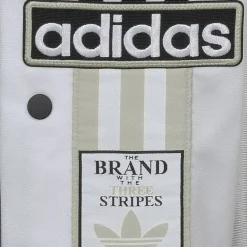 adidas
THE
BRAND
WITH
THE
THREE
STRIPES